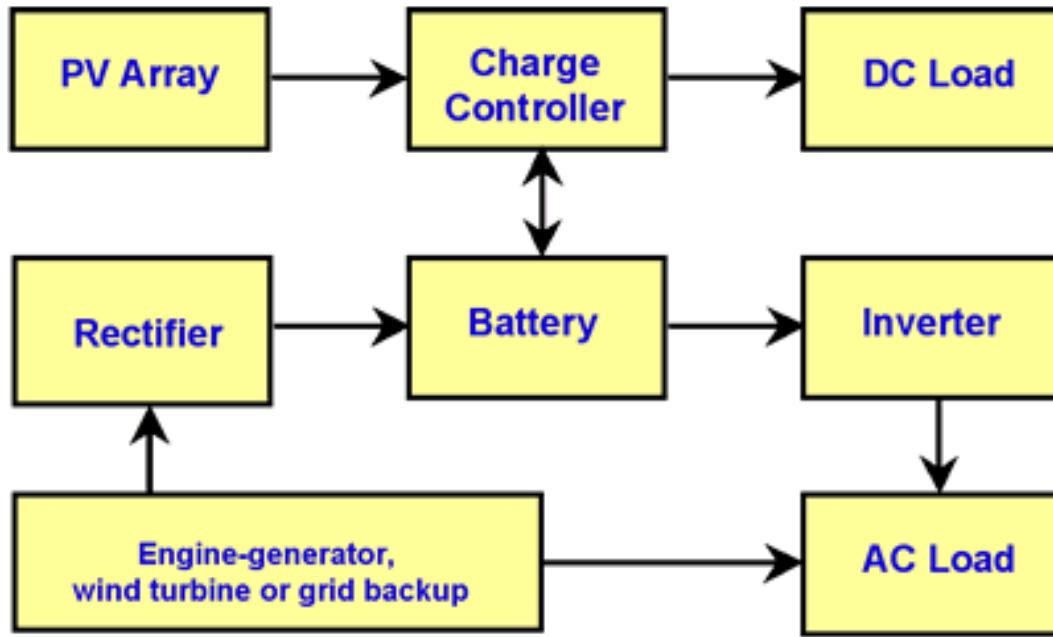 PV Array
Charge
Controller
DC Load
Rectifier
Battery
Inverter
Engine-generator,
wind turbine or grid backup
AC Load